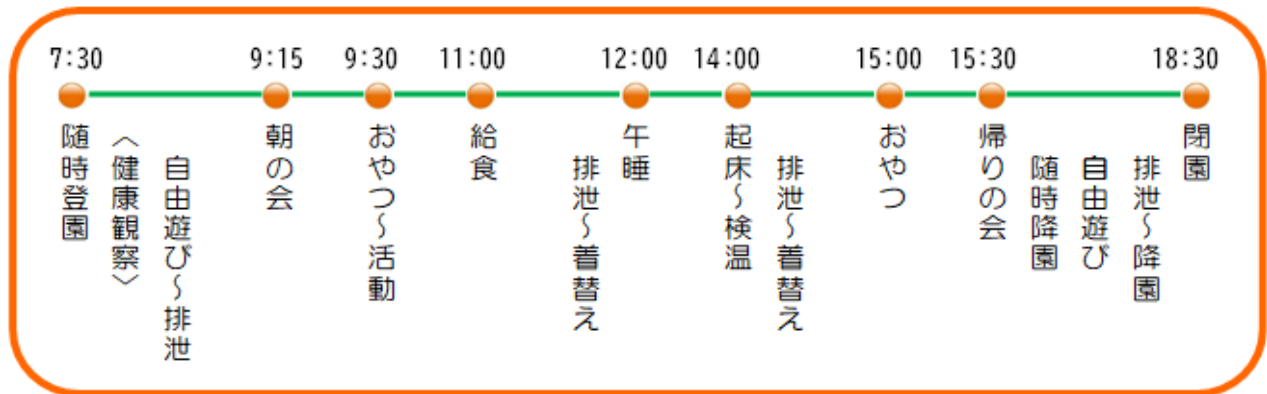 7:30
9:15
9:30
11:00
12:00
14:00
15:00
15:30
18:30
随時登園
〈健康観察〉
自由遊び～排泄
朝の会
おやつ～活動
給食
排泄～着替え
午睡
起床～検温
排泄～着替え
おやつ
帰りの会
随時降園
自由遊び
排泄～降園
閉園